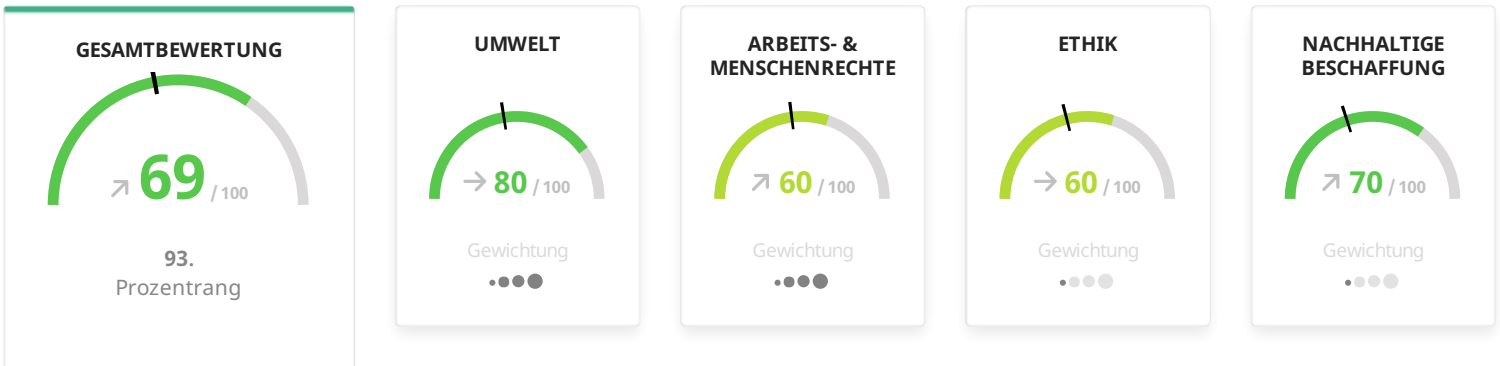 GESAMTBEWERTUNG
69 / 100
93.
Prozentrang
UMWELT
80 / 100
Gewichtung
ARBEITS- &
MENSCHENRECHTE
60 / 100
Gewichtung
ETHIK
60 / 100
Gewichtung
NACHHALTIGE
BESCHAFFUNG
70 / 100
Gewichtung